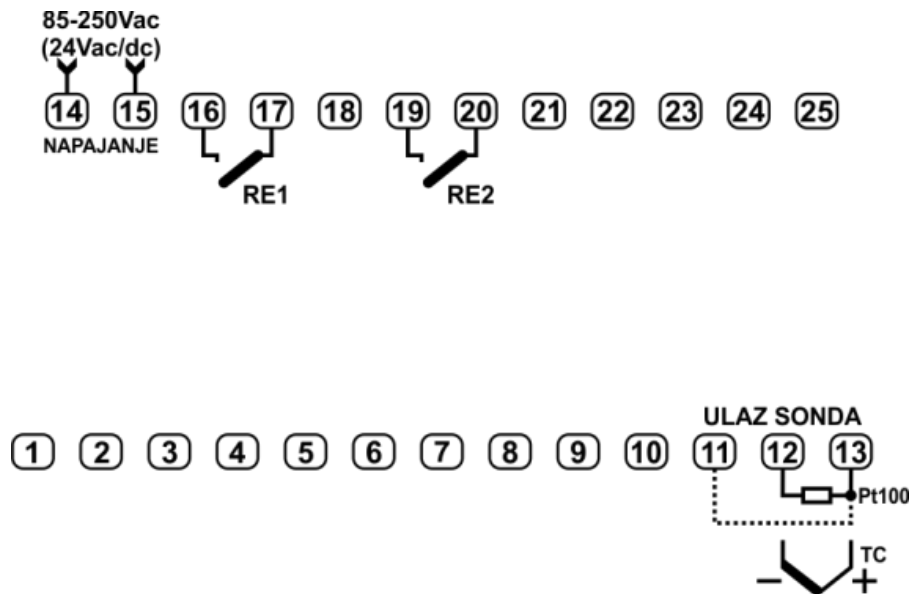 85-250Vac
(24Vac/dc)
14 15 16 17 18 19 20 21 22 23 24 25
NAPAJANJE
RE1 RE2
ULAZ SONDA
1 2 3 4 5 6 7 8 9 10 11 12 13
Pt100
TC
− +